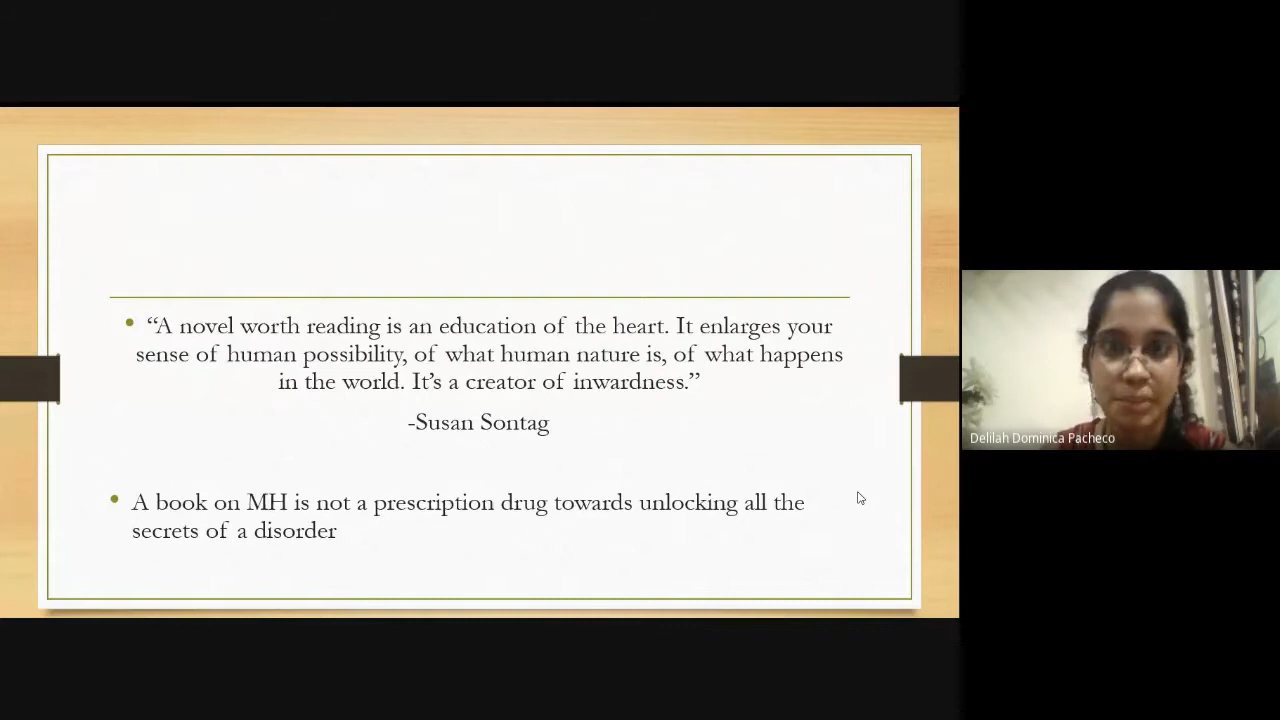 “A novel worth reading is an education of the heart. It enlarges your
sense of human possibility, of what human nature is, of what happens
in the world. It’s a creator of inwardness.”
-Susan Sontag
A book on MH is not a prescription drug towards unlocking all the
secrets of a disorder
Delilah Dominica Pacheco